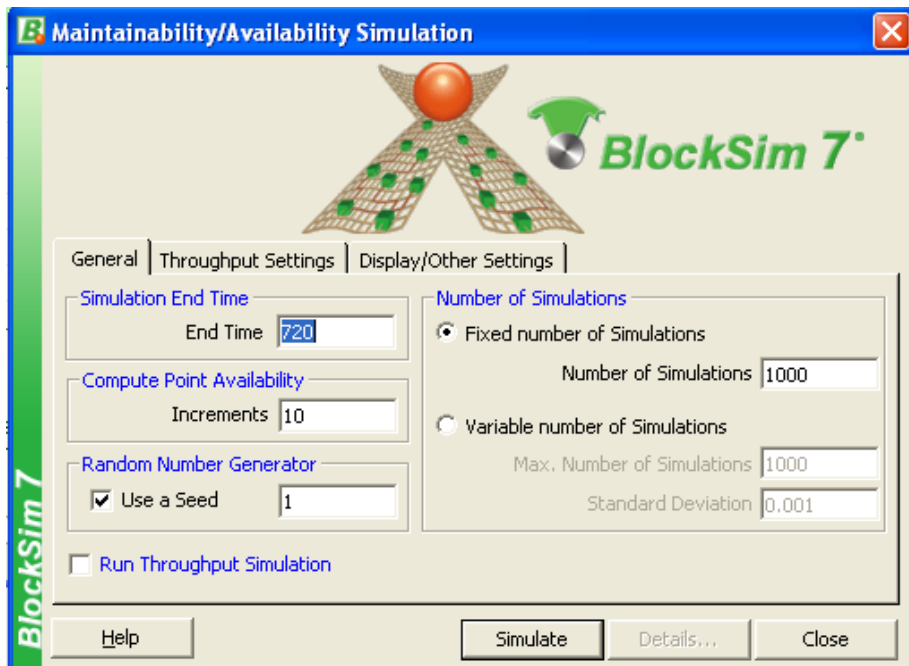 Maintainability/Availability Simulation
BlockSim 7
General
Throughput Settings
Display/Other Settings
Simulation End Time
End Time 720
Compute Point Availability
Increments 10
Random Number Generator
Use a Seed 1
Run Throughput Simulation
Number of Simulations
Fixed number of Simulations
Number of Simulations 1000
Variable number of Simulations
Max. Number of Simulations 1000
Standard Deviation 0.001
BlockSim 7
Help
Simulate
Details...
Close